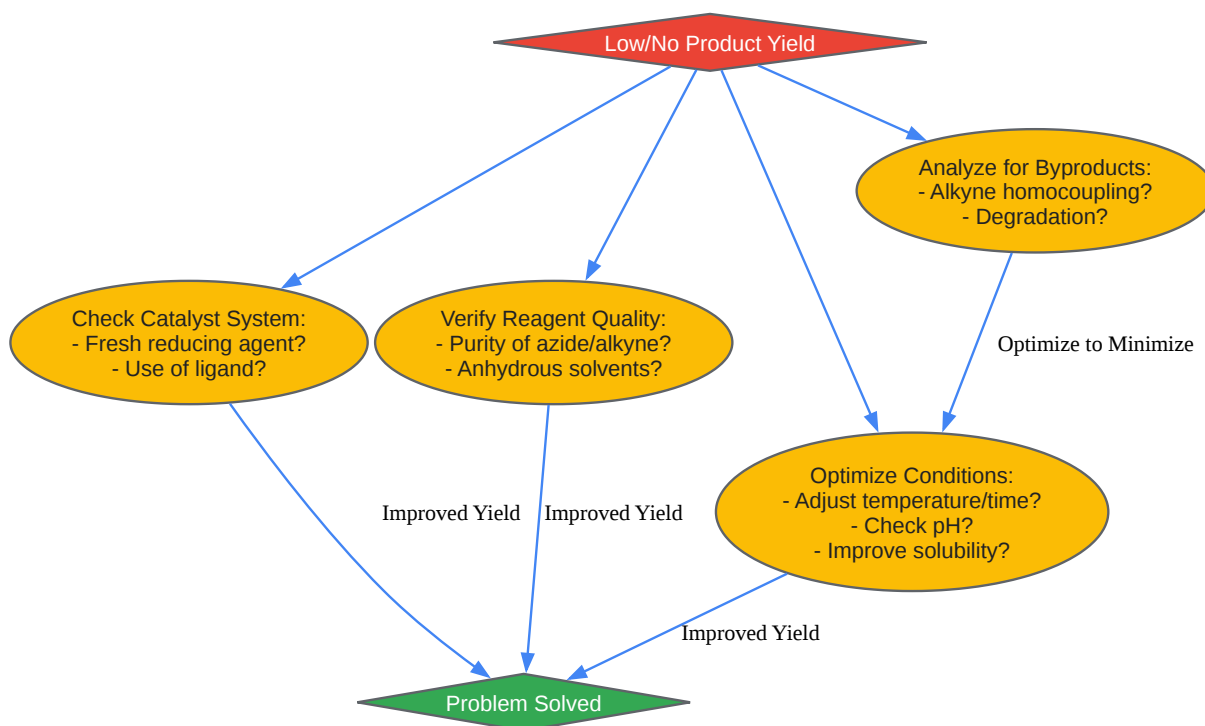 Low/No Product Yield
Analyze for Byproducts:
- Alkyne homocoupling?
- Degradation?
Check Catalyst System:
- Fresh reducing agent?
- Use of ligand?
Verify Reagent Quality:
- Purity of azide/alkyne?
- Anhydrous solvents?
Optimize to Minimize
Optimize Conditions:
- Adjust temperature/time?
- Check pH?
- Improve solubility?
Improved Yield
Improved Yield
Improved Yield
Problem Solved